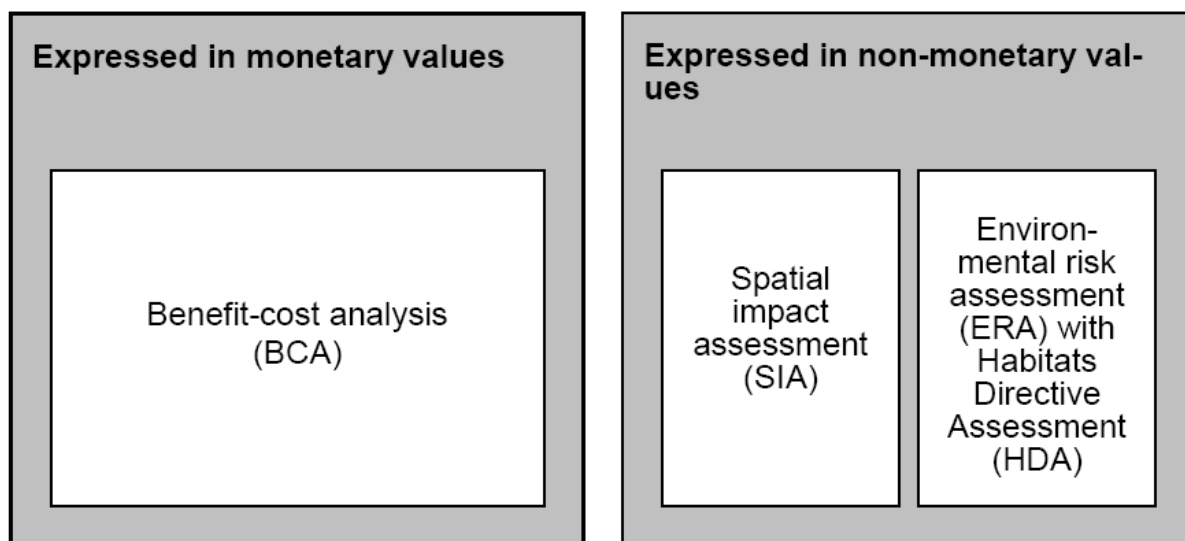 Expressed in monetary values
Benefit-cost analysis
(BCA)
Expressed in non-monetary val-
ues
Spatial
impact
assessment
(SIA)
Environ-
mental risk
assessment
(ERA) with
Habitats
Directive
Assessment
(HDA)